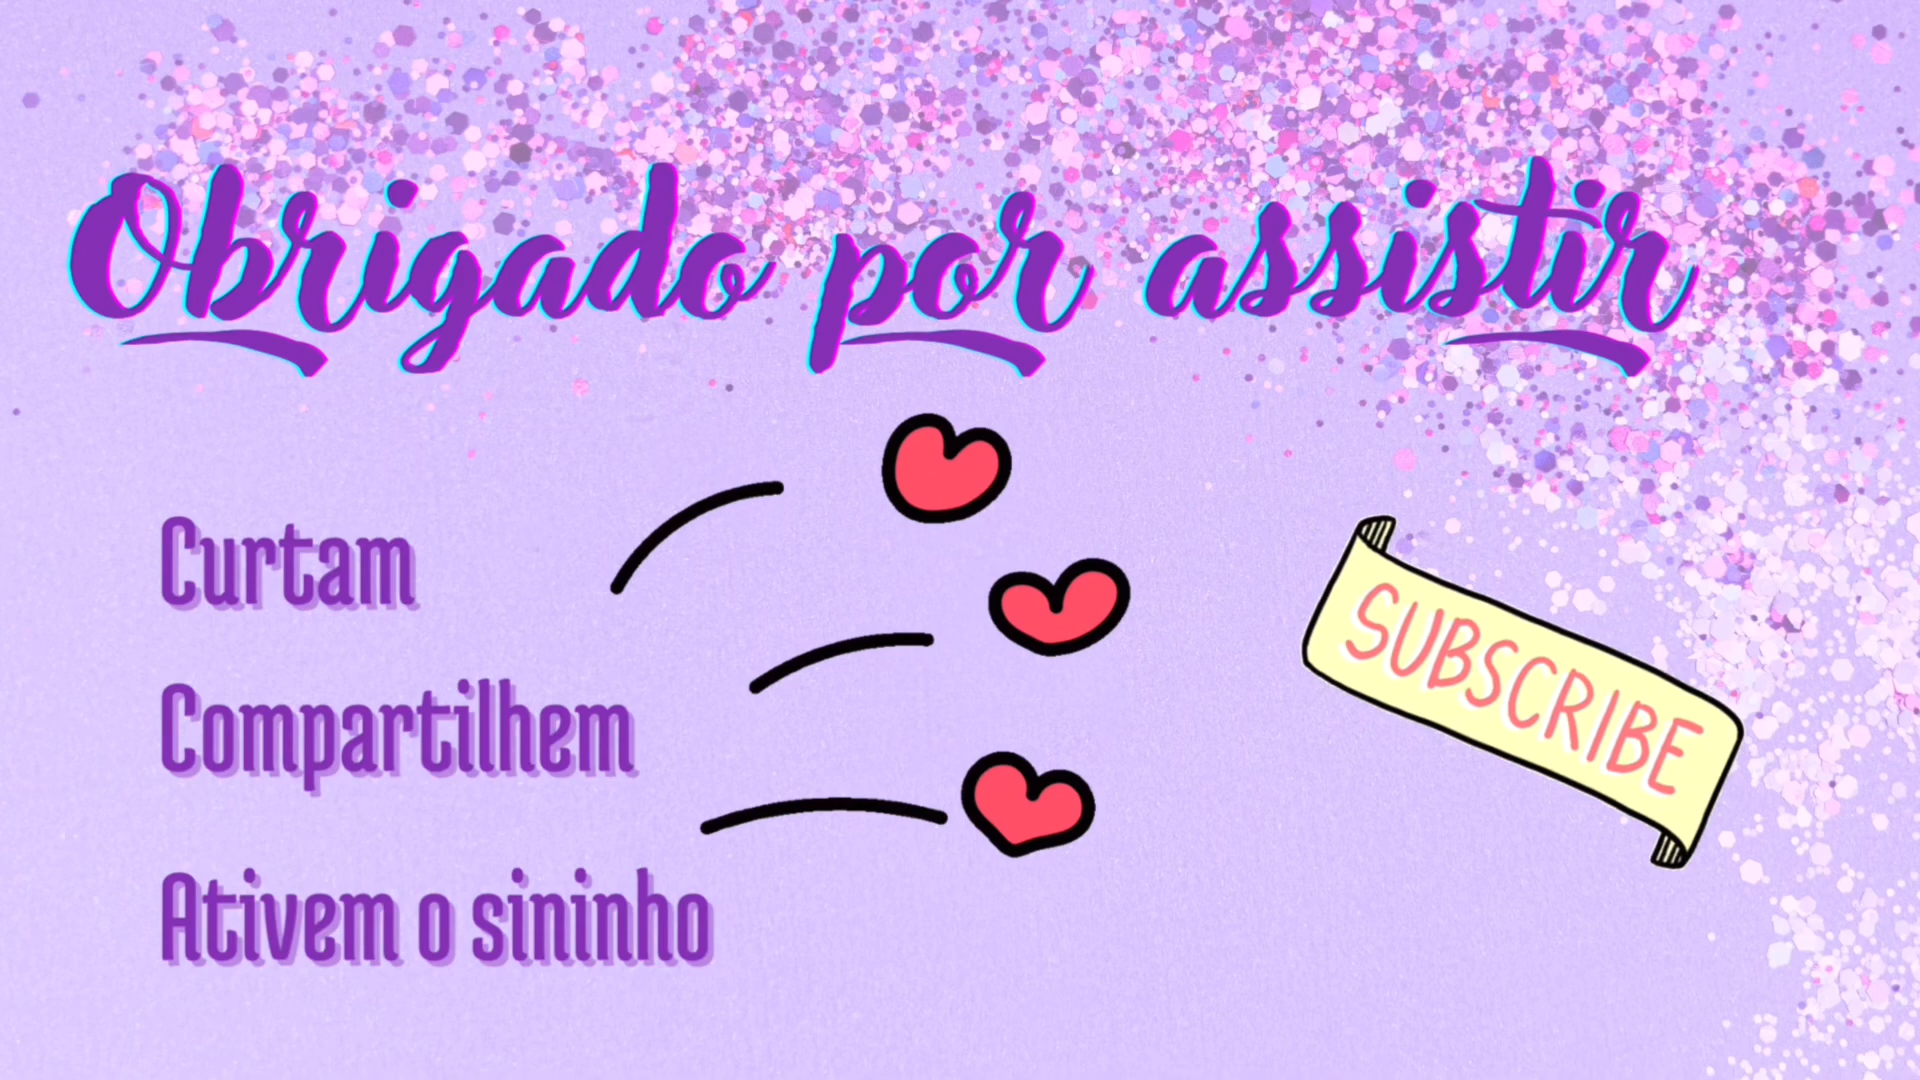 Obrigado por assistir
Curtam
Compartilhem
Ativem o sininho
SUBSCRIBE